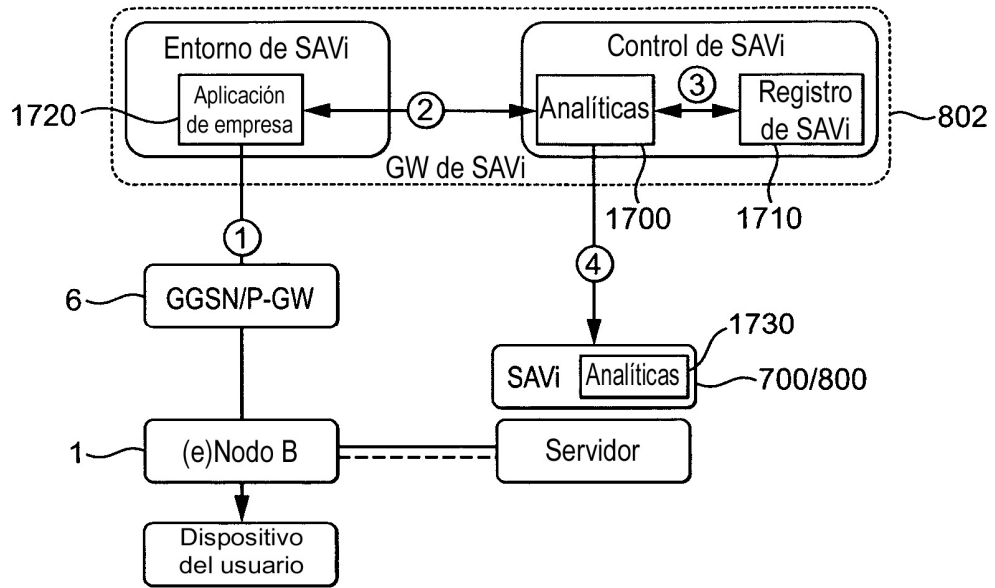 Entorno de SAVi
Control de SAVi
1720
Aplicación
de empresa
2
Analíticas
3
Registro
de SAVi
802
GW de SAVi
1700
1710
1
4
6
GGSN/P-GW
1730
SAVi
Analíticas
700/800
1
(e)Nodo B
Servidor
Dispositivo
del usuario